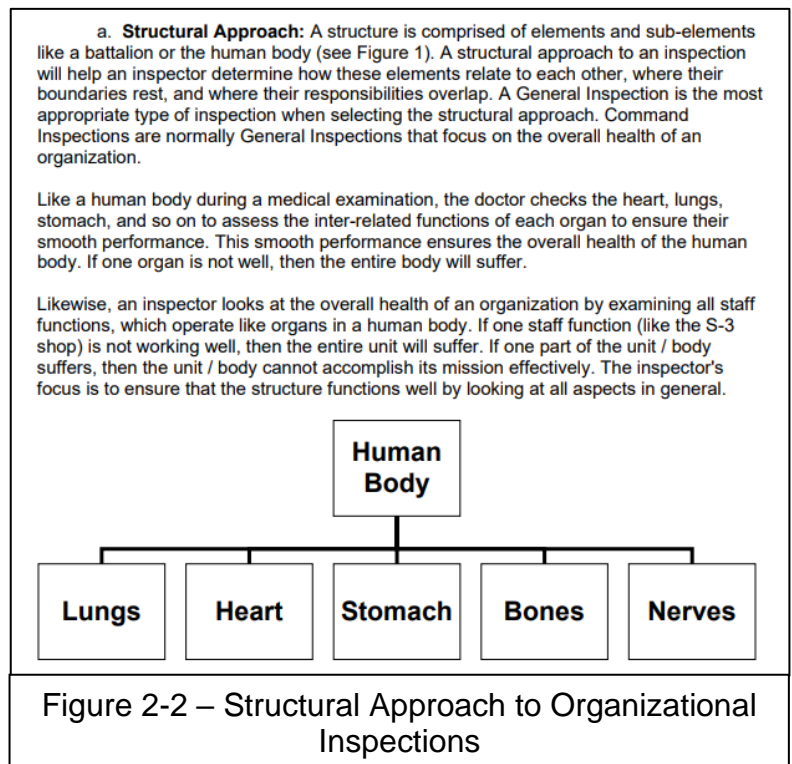 a. Structural Approach: A structure is comprised of elements and sub-elements
like a battalion or the human body (see Figure 1). A structural approach to an inspection
will help an inspector determine how these elements relate to each other, where their
boundaries rest, and where their responsibilities overlap. A General Inspection is the most
appropriate type of inspection when selecting the structural approach. Command
Inspections are normally General Inspections that focus on the overall health of an
organization.
Like a human body during a medical examination, the doctor checks the heart, lungs,
stomach, and so on to assess the inter-related functions of each organ to ensure their
smooth performance. This smooth performance ensures the overall health of the human
body. If one organ is not well, then the entire body will suffer.
Likewise, an inspector looks at the overall health of an organization by examining all staff
functions, which operate like organs in a human body. If one staff function (like the S-3
shop) is not working well, then the entire unit will suffer. If one part of the unit / body
suffers, then the unit / body cannot accomplish its mission effectively. The inspector's
focus is to ensure that the structure functions well by looking at all aspects in general.
Human
Body
Lungs
Heart
Stomach
Bones
Nerves
Figure 2-2 – Structural Approach to Organizational
Inspections